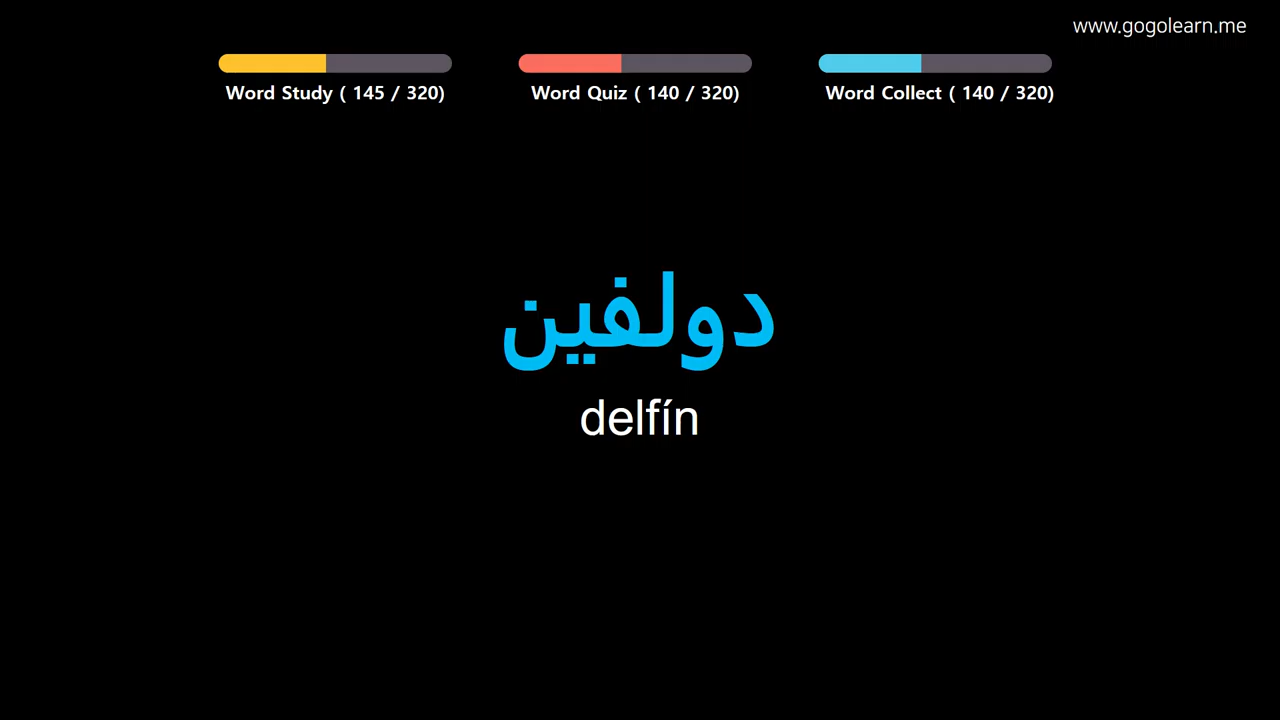 www.gogolearn.me
Word Study ( 145 / 320)
Word Quiz ( 140 / 320)
Word Collect ( 140 / 320)
دولفين
delfín